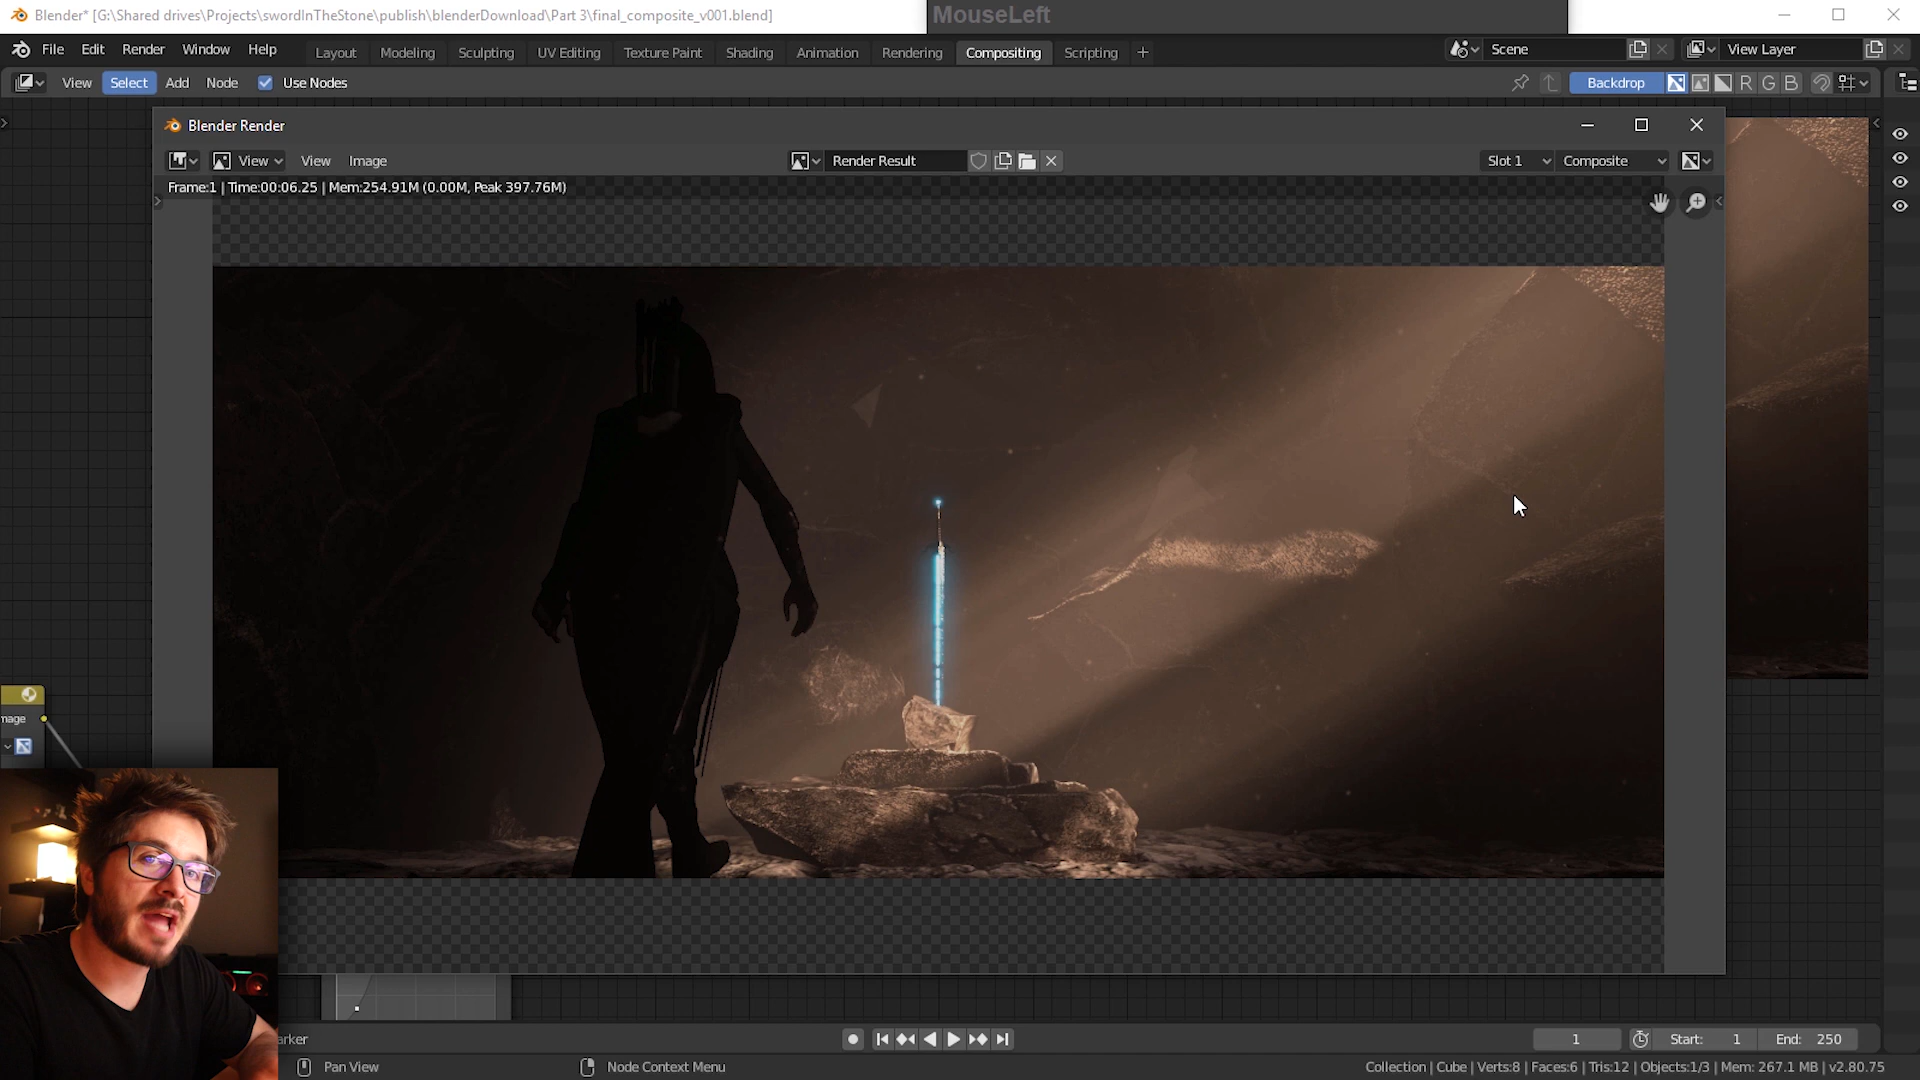 Blender* [G:\Shared drives\Projects\swordInTheStone\publish\blenderDownload\Part 3\final_composite_v001.blend]
MouseLeft
File Edit Render Window Help
Layout Modeling Sculpting UV Editing Texture Paint Shading Animation Rendering Compositing Scripting +
Scene
View Layer
View Select Add Node Use Nodes
Backdrop R G B
Blender Render
View View Image
Render Result
Slot 1 Composite
Frame:1 | Time:00:06.25 | Mem:254.91M (0.00M, Peak 397.76M)
mage
arker
1 Start: 1 End: 250
Pan View
Node Context Menu
Collection | Cube | Verts:8 | Faces:6 | Tris:12 | Objects:1/3 | Mem: 267.1 MB | v2.80.75